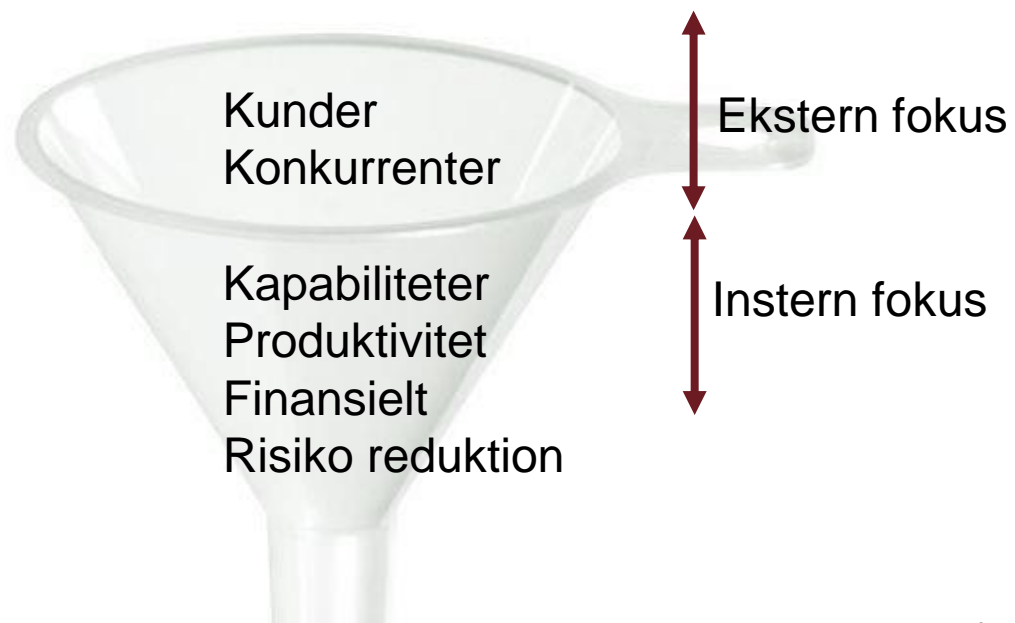 Kunder
Konkurrenter
Ekstern fokus
Kapabiliteter
Produktivitet
Finansielt
Risiko reduktion
Instern fokus